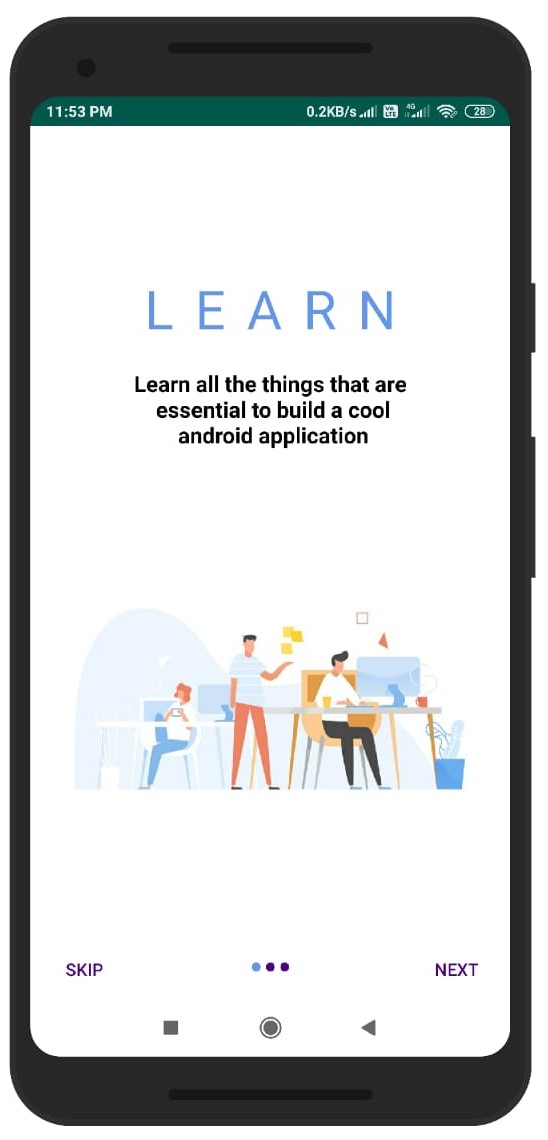 11:53 PM 0.2KB/s Vo LTE 4G 28
L E A R N
Learn all the things that are
essential to build a cool
android application
SKIP NEXT